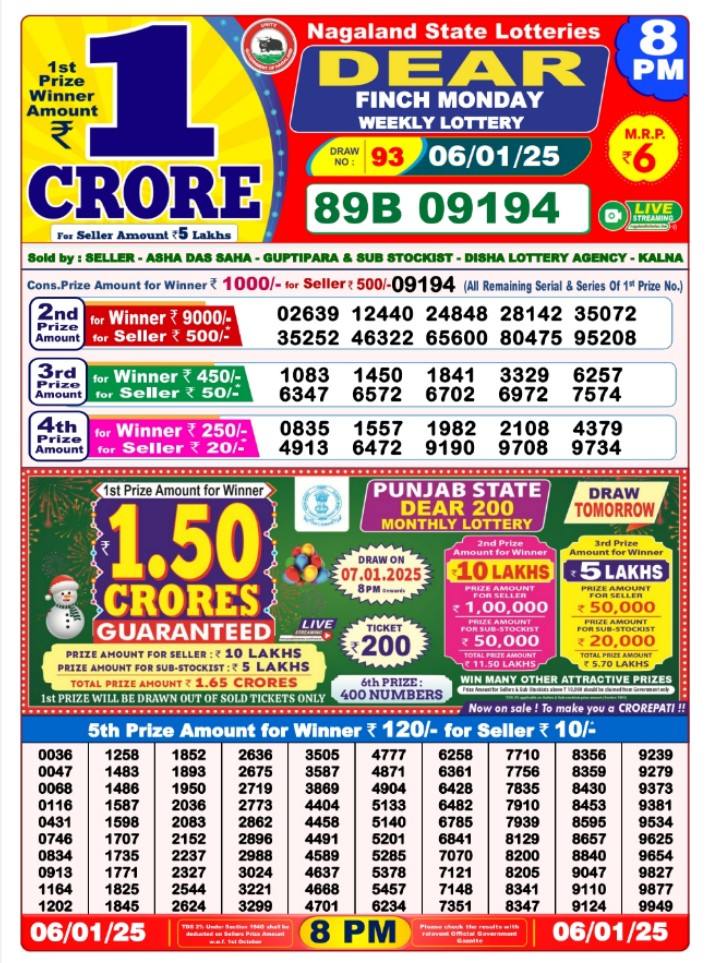 1st
Prize
Winner
Amount
₹
1
CRORE
For Seller Amount ₹5 Lakhs
Nagaland State Lotteries
DEAR
FINCH MONDAY
WEEKLY LOTTERY
8
PM
DRAW
NO : 93 06/01/25
M.R.P.
₹6
89B 09194
LIVE
STREAMING
Sold by : SELLER - ASHA DAS SAHA - GUPTIPARA & SUB STOCKIST - DISHA LOTTERY AGENCY - KALNA
Cons.Prize Amount for Winner ₹ 1000/- for Seller ₹ 500/- 09194 (All Remaining Serial & Series Of 1st Prize No.)
2nd
Prize
Amount
for Winner ₹ 9000/-
for Seller ₹ 500/-*
02639 12440 24848 28142 35072
35252 46322 65600 80475 95208
3rd
Prize
Amount
for Winner ₹ 450/-
for Seller ₹ 50/-*
1083 1450 1841 3329 6257
6347 6572 6702 6972 7574
4th
Prize
Amount
for Winner ₹ 250/-
for Seller ₹ 20/-*
0835 1557 1982 2108 4379
4913 6472 9190 9708 9734
1st Prize Amount for Winner
₹ 1.50
CRORES
GUARANTEED
PRIZE AMOUNT FOR SELLER : ₹ 10 LAKHS
PRIZE AMOUNT FOR SUB-STOCKIST : ₹ 5 LAKHS
TOTAL PRIZE AMOUNT ₹ 1.65 CRORES
1st PRIZE WILL BE DRAWN OUT OF SOLD TICKETS ONLY
PUNJAB STATE
DEAR 200
MONTHLY LOTTERY
DRAW
TOMORROW
DRAW ON
07.01.2025
8PM Onwards
LIVE
STREAMING
TICKET
₹200
6th PRIZE :
400 NUMBERS
2nd Prize
Amount for Winner
₹10 LAKHS
PRIZE AMOUNT
FOR SELLER
₹ 1,00,000
PRIZE AMOUNT
FOR SUB-STOCKIST
₹ 50,000
TOTAL PRIZE AMOUNT
₹ 11.50 LAKHS
3rd Prize
Amount for Winner
₹5 LAKHS
PRIZE AMOUNT
FOR SELLER
₹ 50,000
PRIZE AMOUNT
FOR SUB-STOCKIST
₹ 20,000
TOTAL PRIZE AMOUNT
₹ 5.70 LAKHS
WIN MANY OTHER ATTRACTIVE PRIZES
Now on sale ! To make you a CROREPATI !!
5th Prize Amount for Winner ₹ 120/- for Seller ₹ 10/-*
0036 1258 1852 2636 3505 4777 6258 7710 8356 9239
0047 1483 1893 2675 3587 4871 6361 7756 8359 9279
0068 1486 1950 2719 3869 4904 6428 7835 8430 9373
0116 1587 2036 2773 4404 5133 6482 7910 8453 9381
0431 1598 2083 2862 4458 5140 6785 7939 8595 9534
0746 1707 2152 2896 4491 5201 6841 8129 8657 9625
0834 1735 2237 2988 4589 5285 7070 8200 8840 9654
0913 1771 2327 3024 4637 5378 7121 8205 9047 9827
1164 1825 2544 3221 4668 5457 7148 8341 9110 9877
1202 1845 2624 3299 4701 6234 7351 8347 9124 9949
06/01/25
TDS 2% Under Section 194G shall be
deducted on Sellers Prize Amount
w.e.f. 1st October
8 PM
Please check the results with
relevant Official Government
Gazette
06/01/25